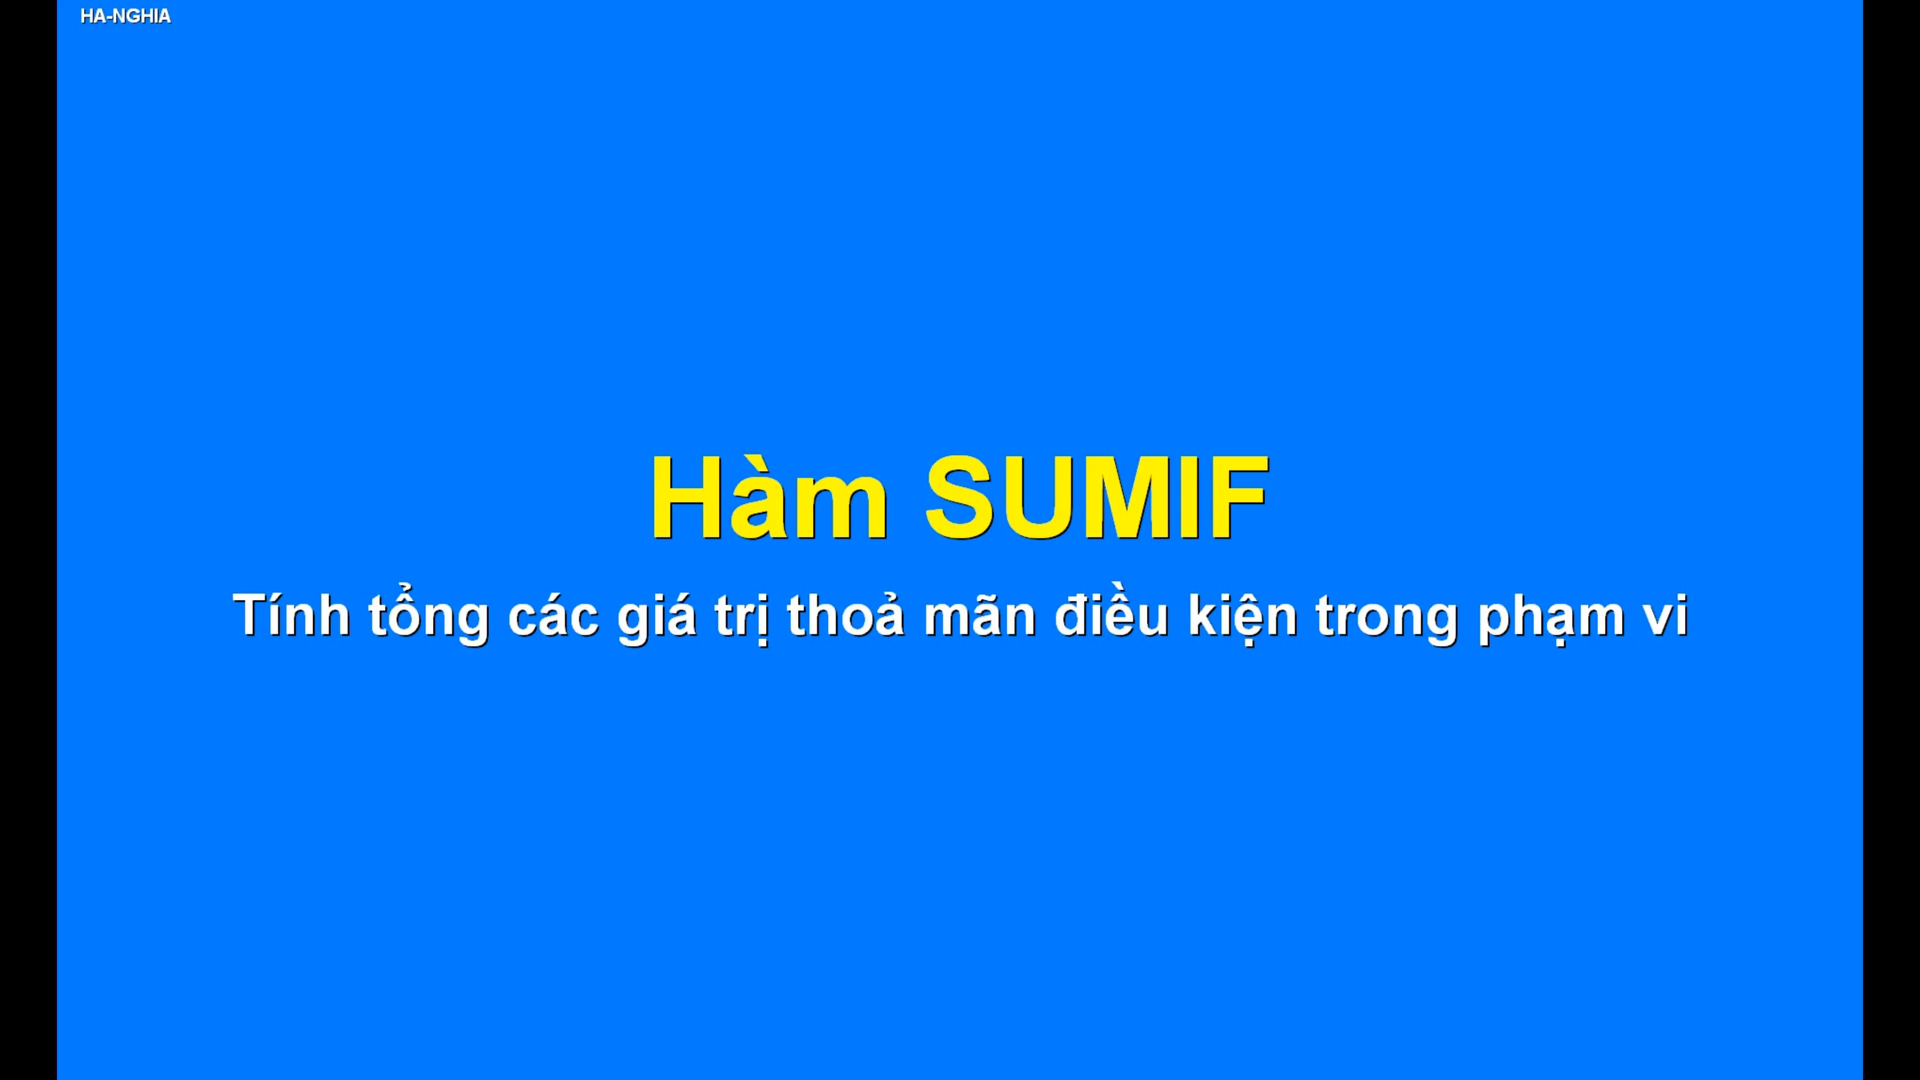 HA-NGHIA
Hàm SUMIF
Tính tổng các giá trị thoả mãn điều kiện trong phạm vi